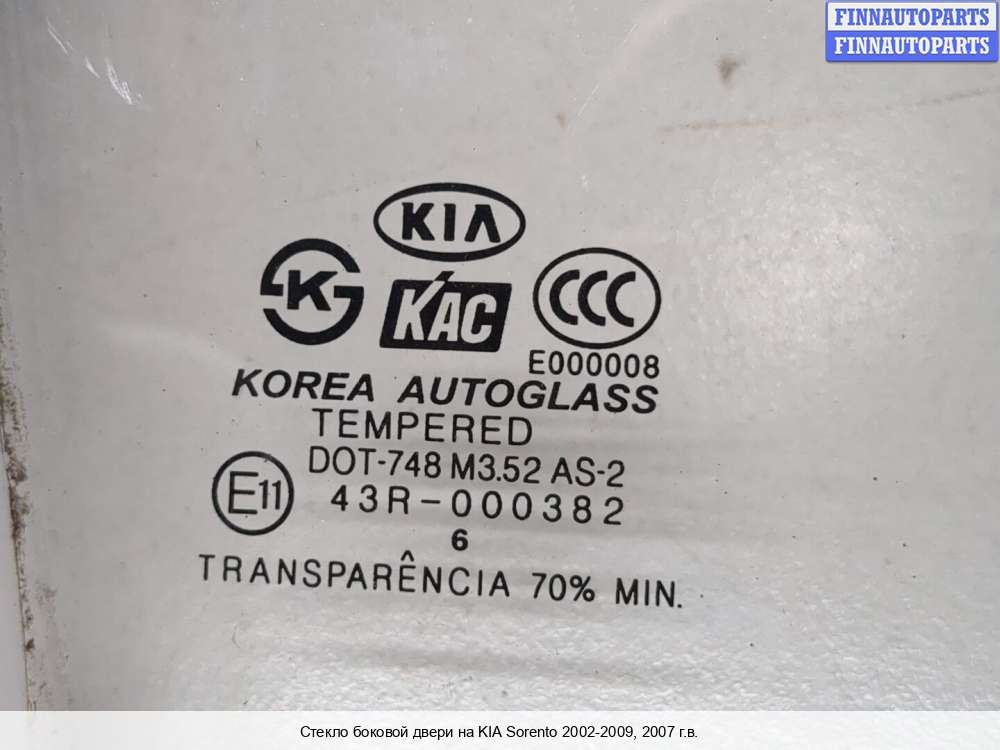 FINNAUTOPARTS
FINNAUTOPARTS
KIA
K
KAC
CCC
E000008
KOREA AUTOGLASS
TEMPERED
DOT-748 M3.52 AS-2
E11
43R-000382
6
TRANSPARÊNCIA 70% MIN.
Стекло боковой двери на KIA Sorento 2002-2009, 2007 г.в.